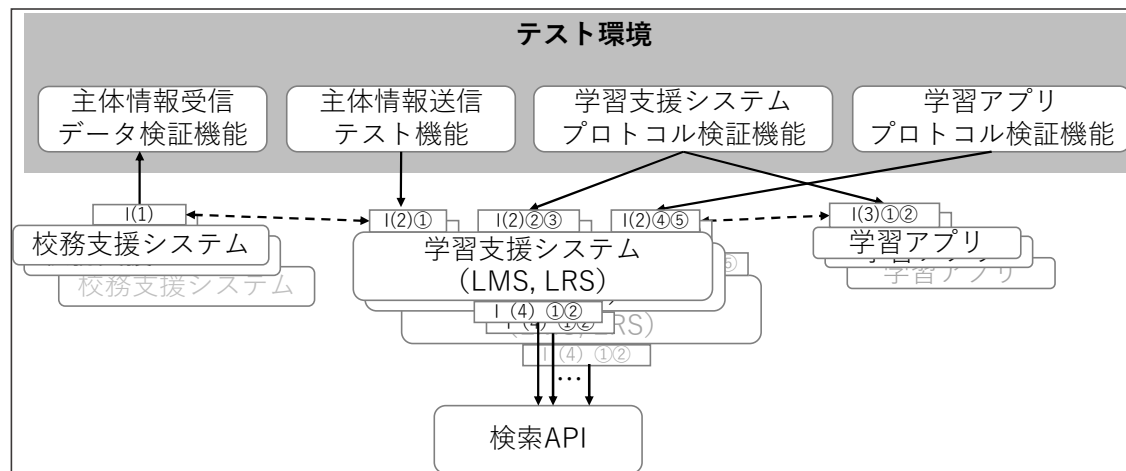 テスト環境
主体情報受信
データ検証機能
主体情報送信
テスト機能
学習支援システム
プロトコル検証機能
学習アプリ
プロトコル検証機能
I(1)
I(2)①
I(2)②③
I(2)④⑤
I(3)①②
校務支援システム
校務支援システム
学習支援システム
(LMS, LRS)
学習アプリ
学習アプリ
I (4) ①②
I (4) ①②
I (4) ①②
…
検索API